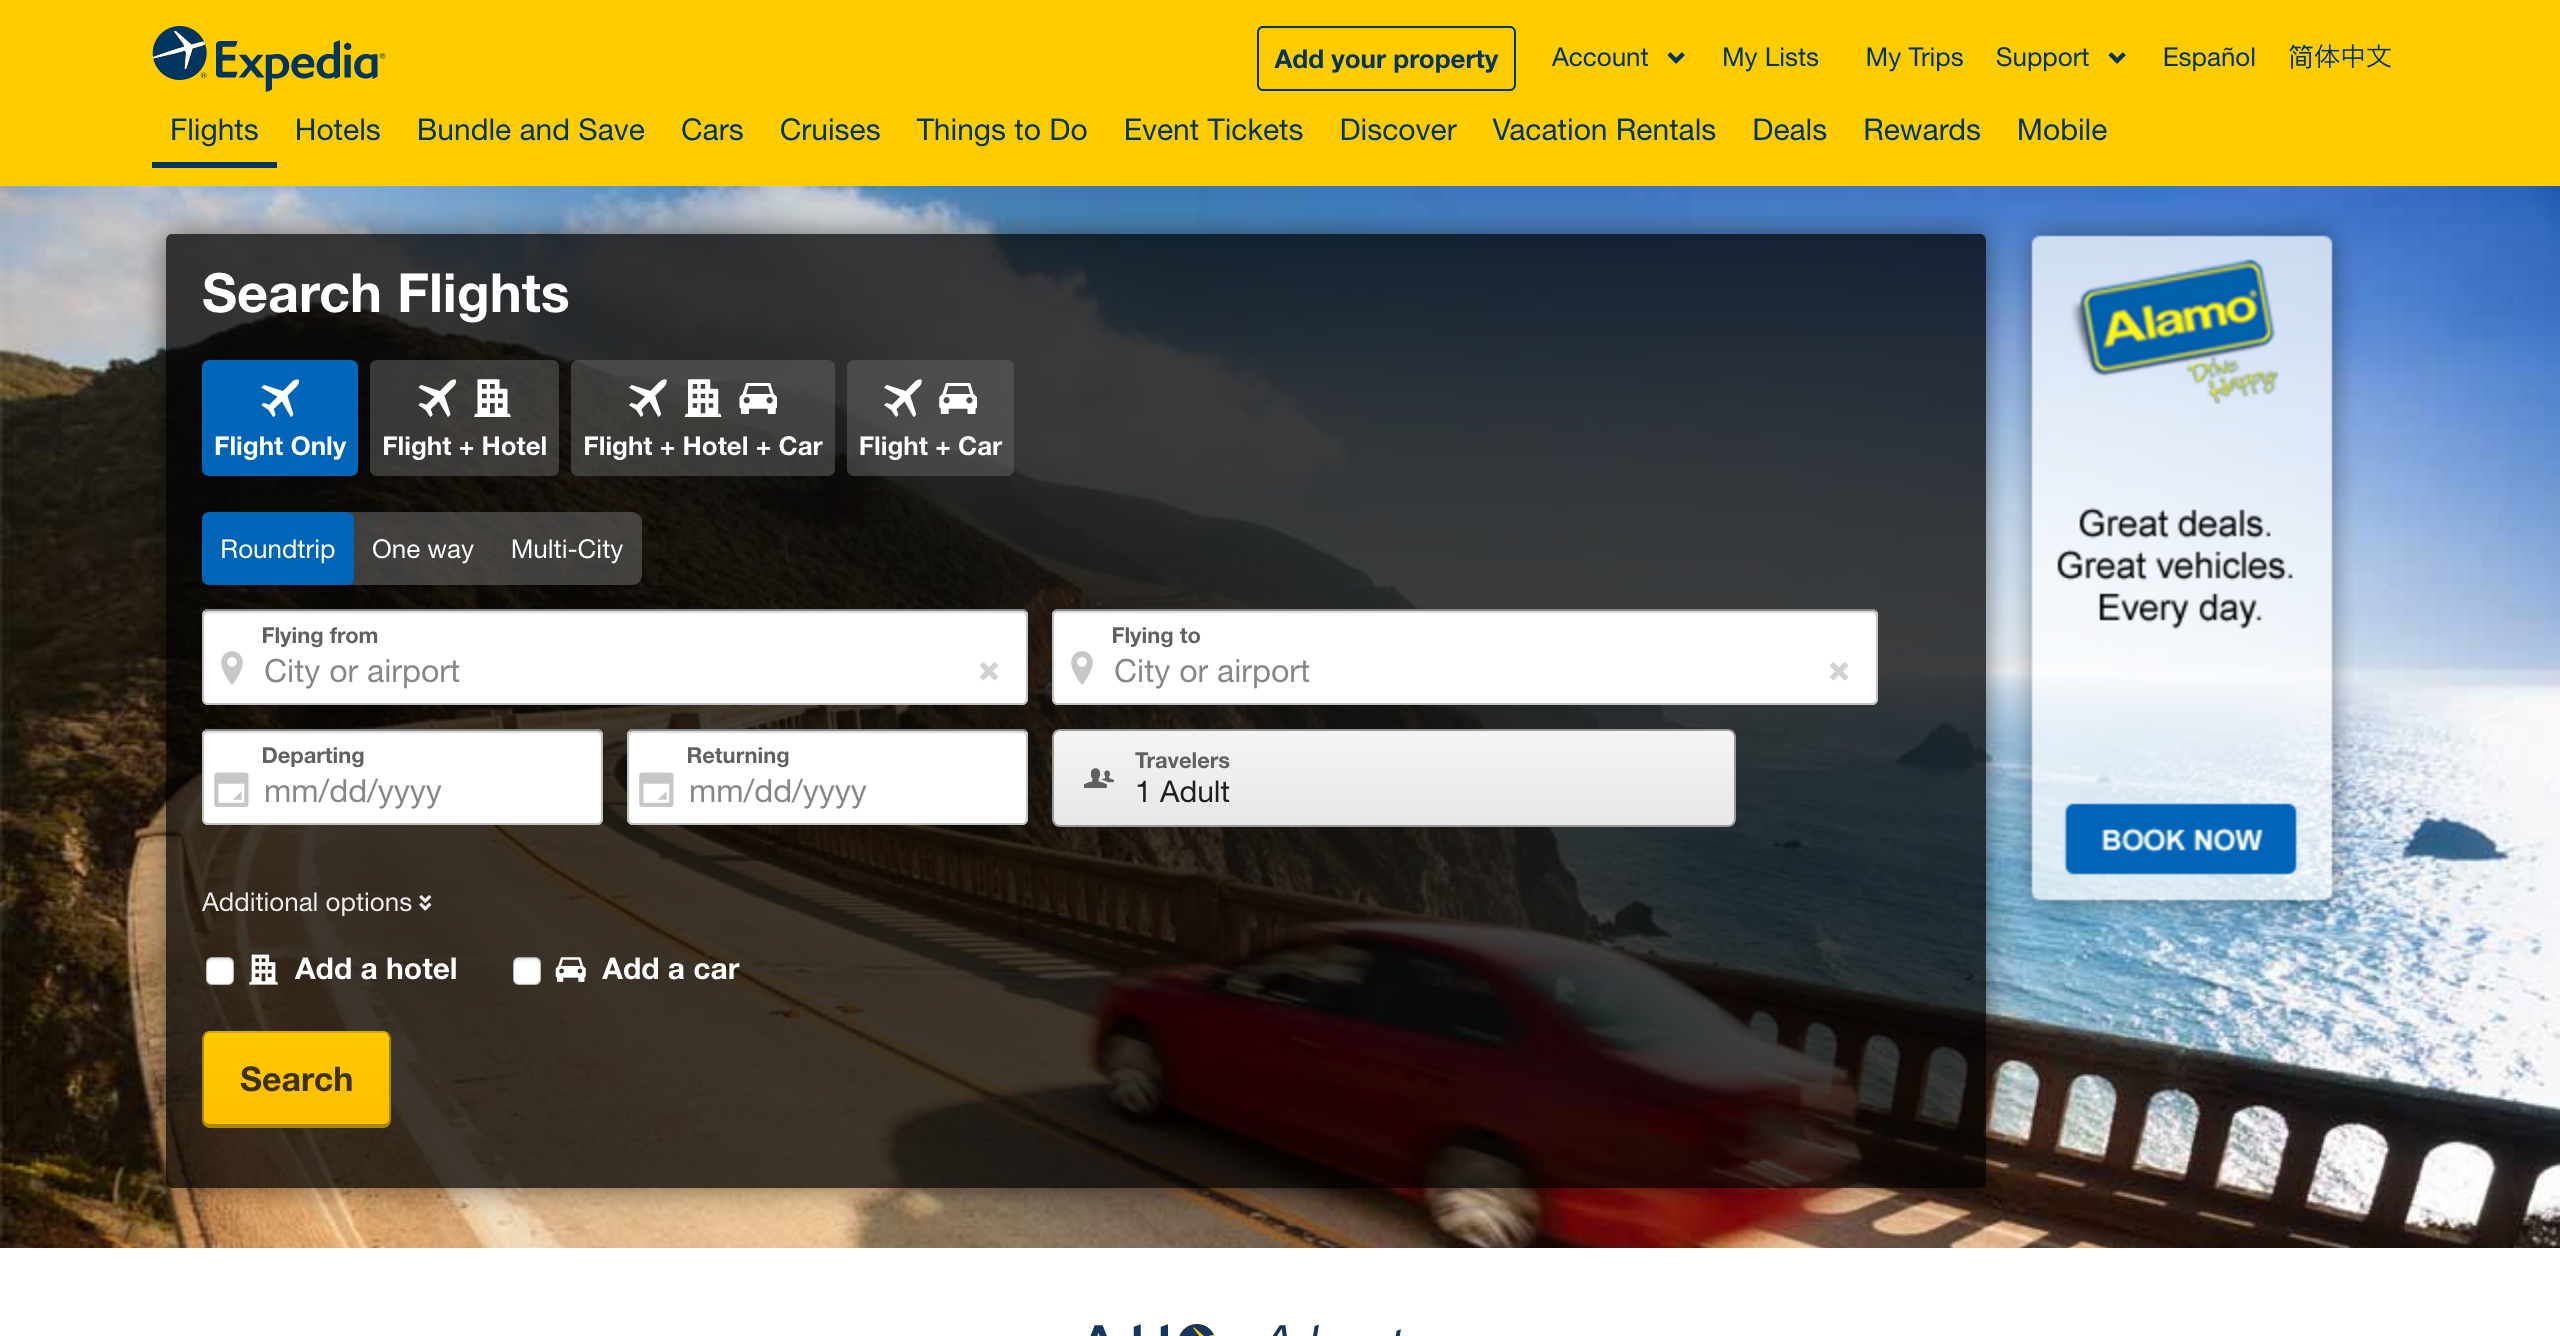 Expedia
Add your property
Account
My Lists
My Trips
Support
Español
简体中文
Flights
Hotels
Bundle and Save
Cars
Cruises
Things to Do
Event Tickets
Discover
Vacation Rentals
Deals
Rewards
Mobile
Search Flights
Flight Only
Flight + Hotel
Flight + Hotel + Car
Flight + Car
Roundtrip
One way
Multi-City
Flying from
City or airport
Flying to
City or airport
Departing
mm/dd/yyyy
Returning
mm/dd/yyyy
Travelers
1 Adult
Additional options
Add a hotel
Add a car
Search
Alamo
Drive
Happy
Great deals.
Great vehicles.
Every day.
BOOK NOW